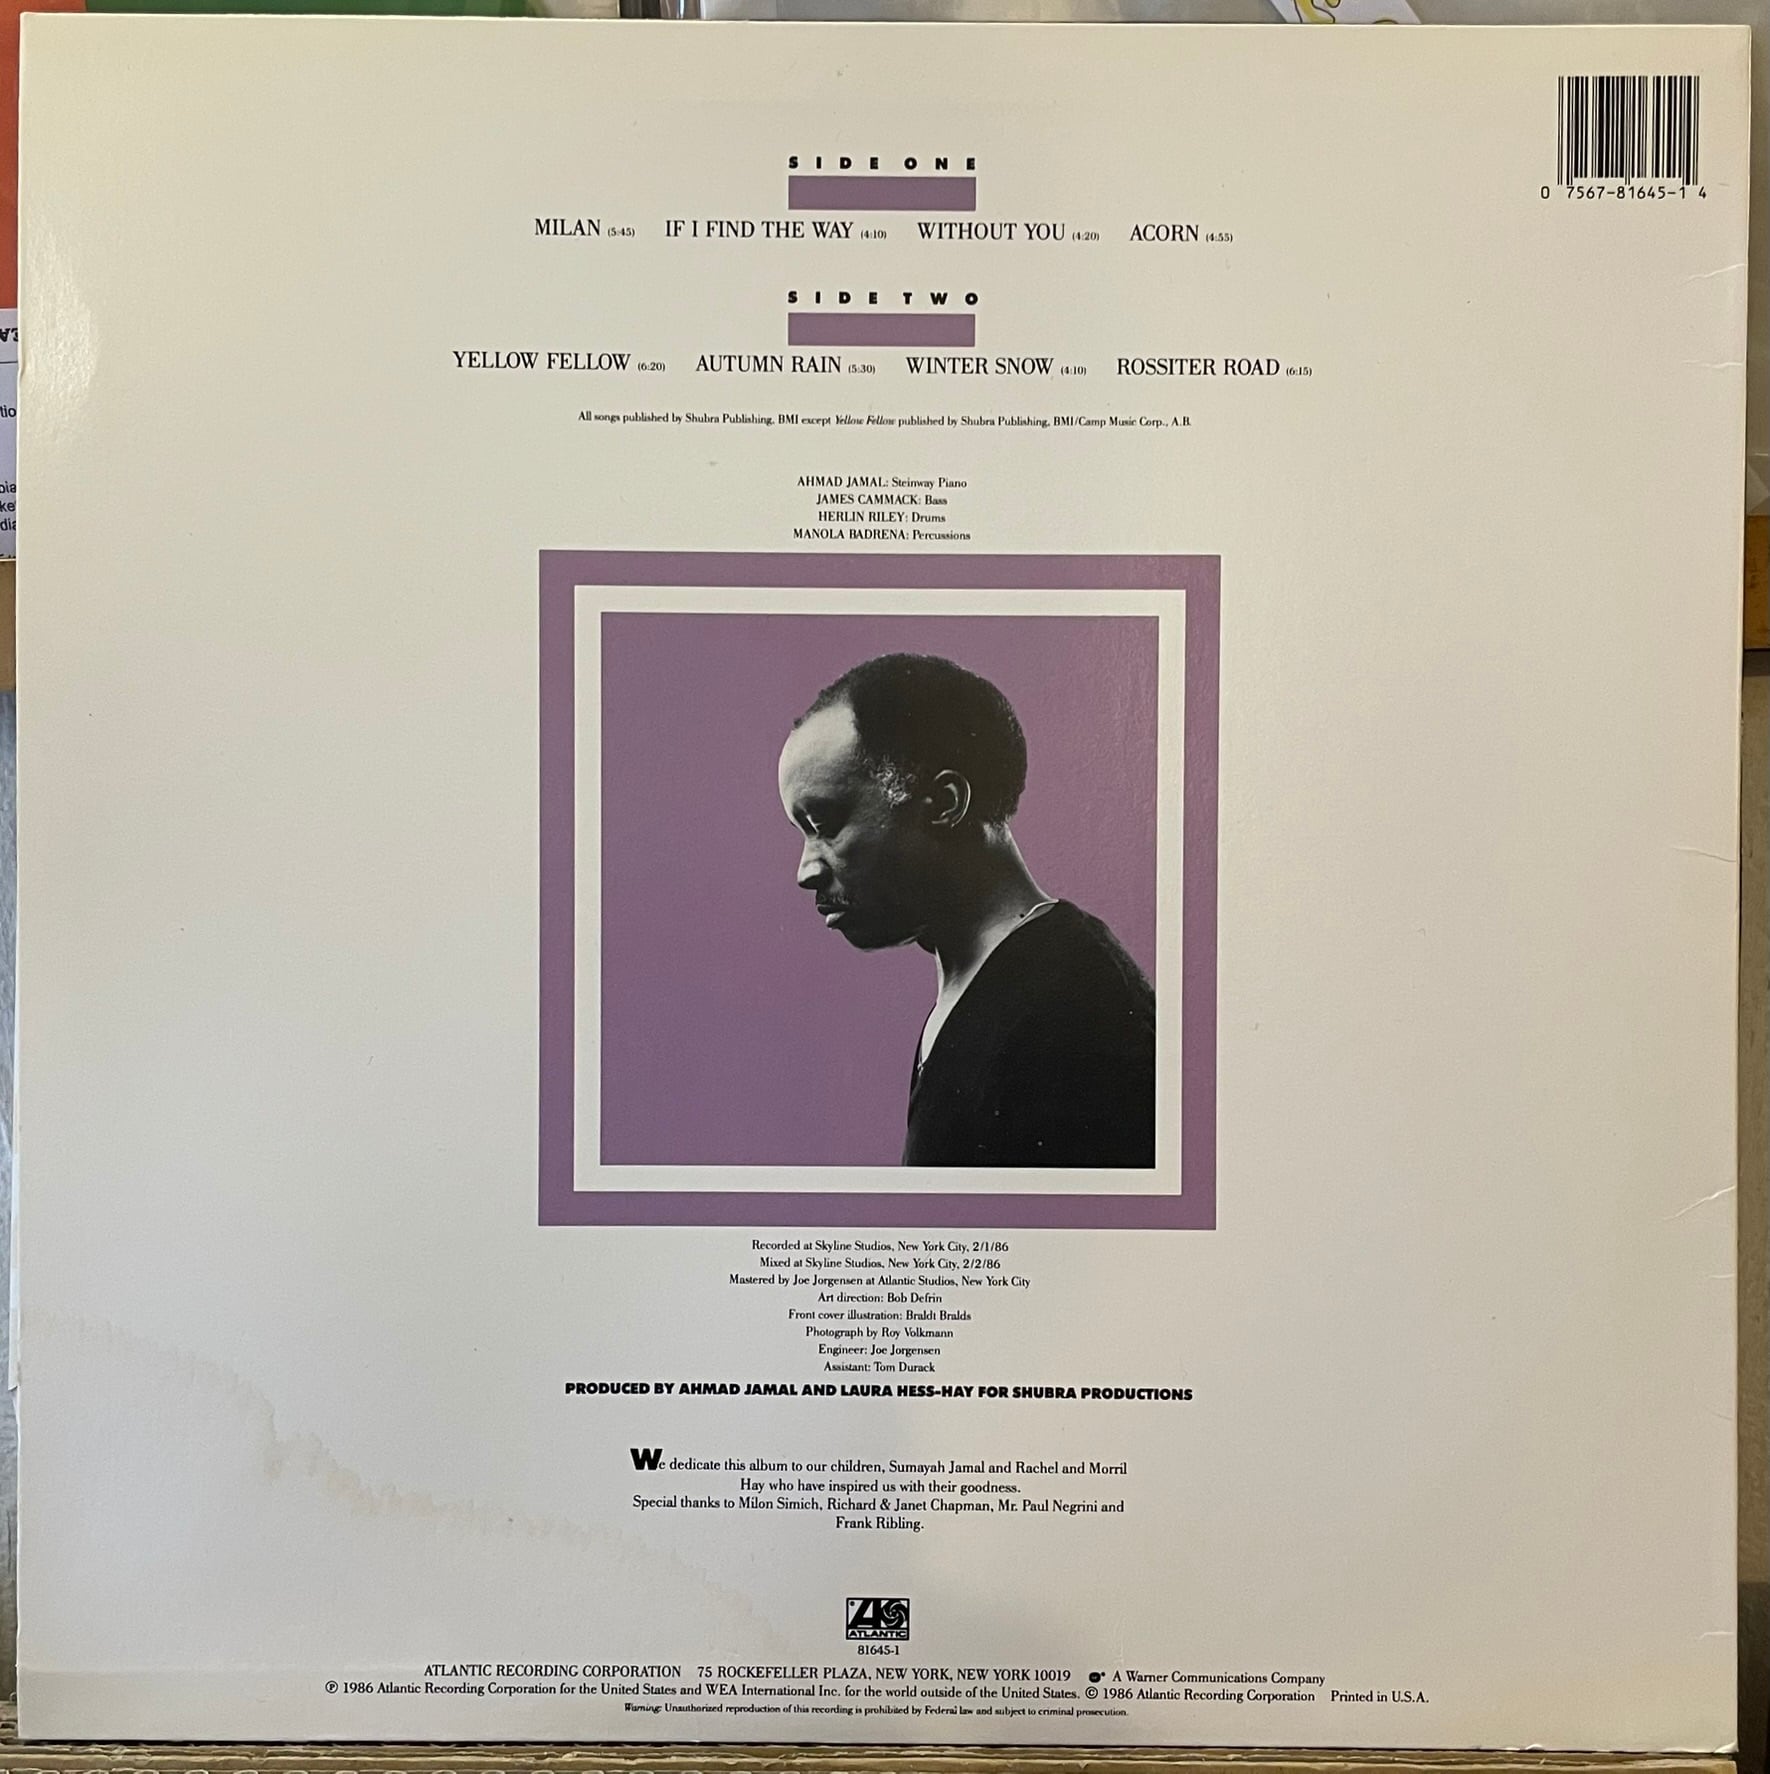 0 7567-81645-1 4
SIDE ONE
MILAN (5:45) IF I FIND THE WAY (4:10) WITHOUT YOU (4:20) ACORN (4:55)
SIDE TWO
YELLOW FELLOW (6:20) AUTUMN RAIN (5:30) WINTER SNOW (4:10) ROSSITER ROAD (6:15)
All songs published by Shubra Publishing, BMI except Yellow Fellow published by Shubra Publishing, BMI/Camp Music Corp., A.B.
AHMAD JAMAL: Steinway Piano
JAMES CAMMACK: Bass
HERLIN RILEY: Drums
MANOLA BADRENA: Percussions
Recorded at Skyline Studios, New York City, 2/1/86
Mixed at Skyline Studios, New York City, 2/2/86
Mastered by Joe Jorgensen at Atlantic Studios, New York City
Art direction: Bob Defrin
Front cover illustration: Braldt Bralds
Photograph by Roy Volkmann
Engineer: Joe Jorgensen
Assistant: Tom Durack
PRODUCED BY AHMAD JAMAL AND LAURA HESS-HAY FOR SHUBRA PRODUCTIONS
We dedicate this album to our children, Sumayah Jamal and Rachel and Morril
Hay who have inspired us with their goodness.
Special thanks to Milon Simich, Richard & Janet Chapman, Mr. Paul Negrini and
Frank Ribling.
ATLANTIC
81645-1
ATLANTIC RECORDING CORPORATION 75 ROCKEFELLER PLAZA, NEW YORK, NEW YORK 10019 A Warner Communications Company
℗ 1986 Atlantic Recording Corporation for the United States and WEA International Inc. for the world outside of the United States. © 1986 Atlantic Recording Corporation Printed in U.S.A.
Warning: Unauthorized reproduction of this recording is prohibited by Federal law and subject to criminal prosecution.